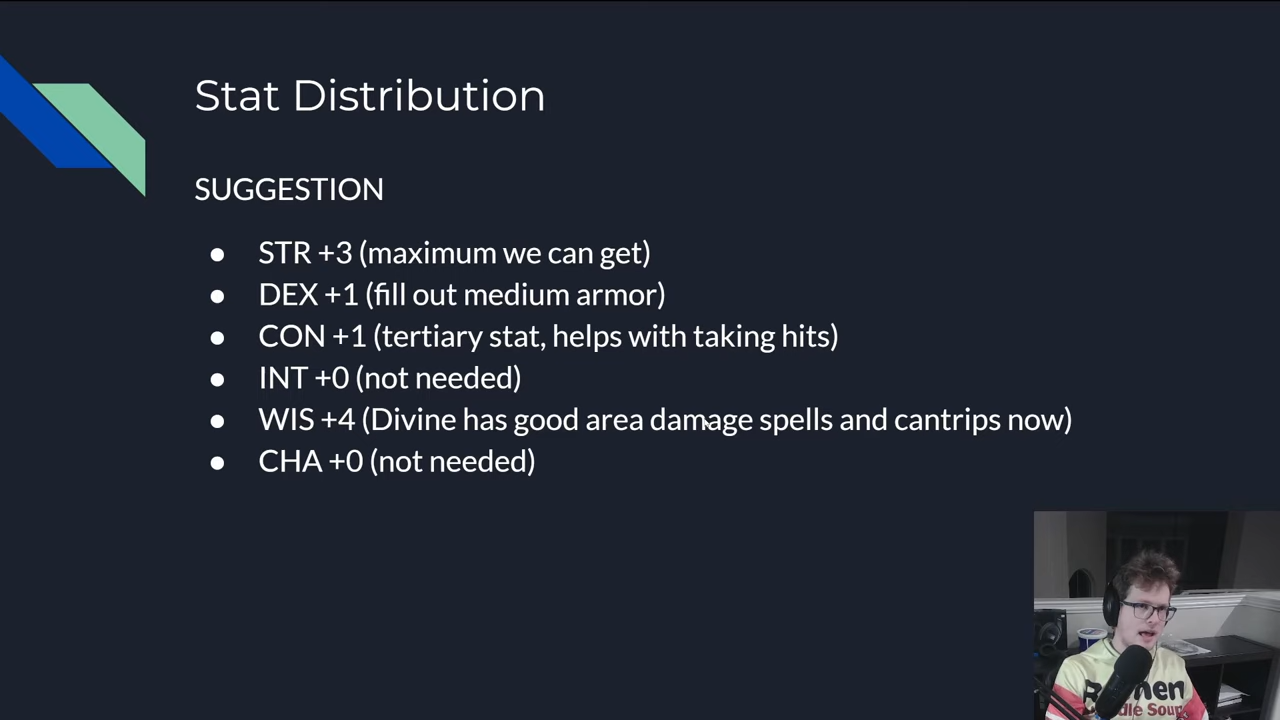 Stat Distribution
SUGGESTION
● STR +3 (maximum we can get)
● DEX +1 (fill out medium armor)
● CON +1 (tertiary stat, helps with taking hits)
● INT +0 (not needed)
● WIS +4 (Divine has good area damage spells and cantrips now)
● CHA +0 (not needed)